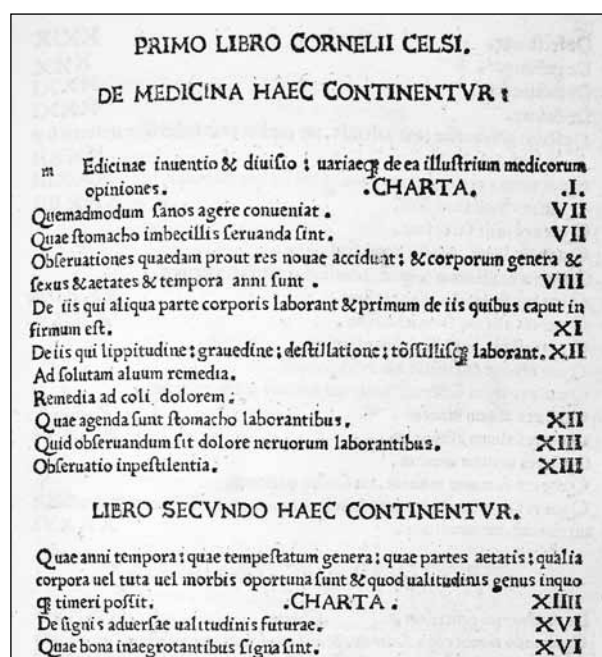 PRIMO LIBRO CORNELII CELSI.
DE MEDICINA HAEC CONTINENTVR:
m Edicinae inuentio & diuisio : uariaeqꝫ de ea illustrium medicorum
opiniones. .CHARTA. I.
Quemadmodum sanos agere conueniat. VII
Quae stomacho imbecillis seruanda sint. VII
Obseruationes quaedam prout res nouae accidunt: & corporum genera &
sexus & aetates & tempora anni sunt. VIII
De iis qui aliqua parte corporis laborant & primum de iis quibus caput in
firmum est. XI
De iis qui lippitudine: grauedine: destillatione: tōssillisqꝫ laborant. XII
Ad solutam aluum remedia.
Remedia ad coli dolorem.
Quae agenda sunt stomacho laborantibus. XII
Quid obseruandum sit dolore neruorum laborantibus. XIII
Obseruatio inpestilentia. XIII
LIBRO SECVNDO HAEC CONTINENTVR.
Quae anni tempora: quae tempestatum genera: quae partes aetatis: qualia
corpora uel tuta uel morbis oportuna sunt & quod ualitudinis genus inquo
qꝫ timeri possit. .CHARTA. XIIII
De signis aduersae ualitudinis futurae. XVI
Quae bona inaegrotantibus signa sint. XVI